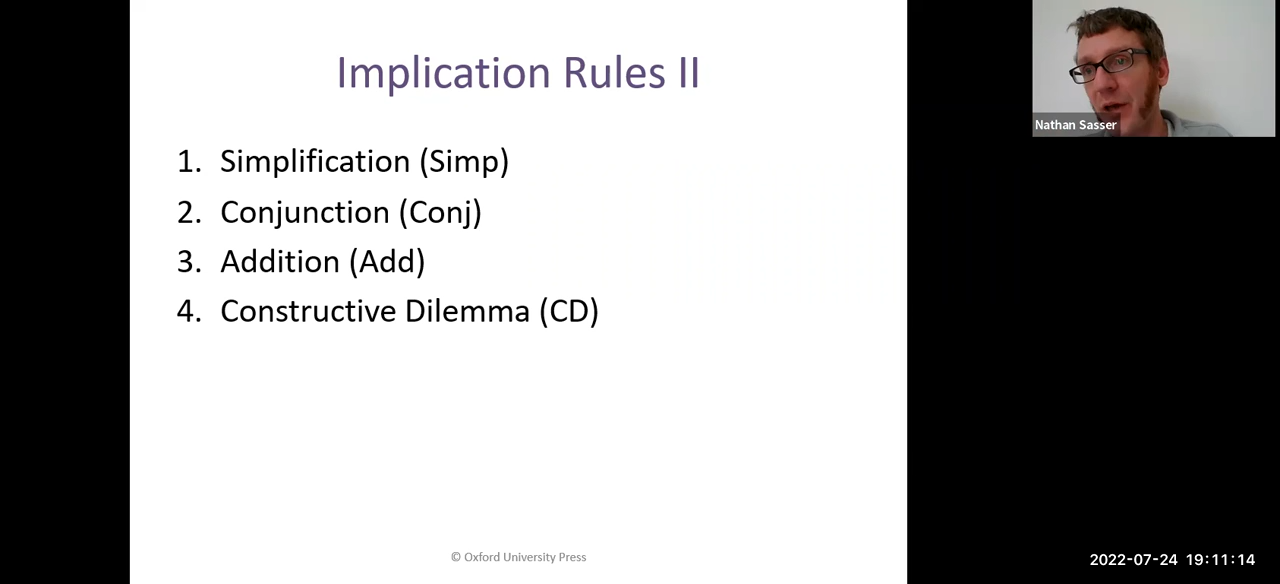 Implication Rules II
1. Simplification (Simp)
2. Conjunction (Conj)
3. Addition (Add)
4. Constructive Dilemma (CD)
© Oxford University Press
Nathan Sasser
2022-07-24 19:11:14